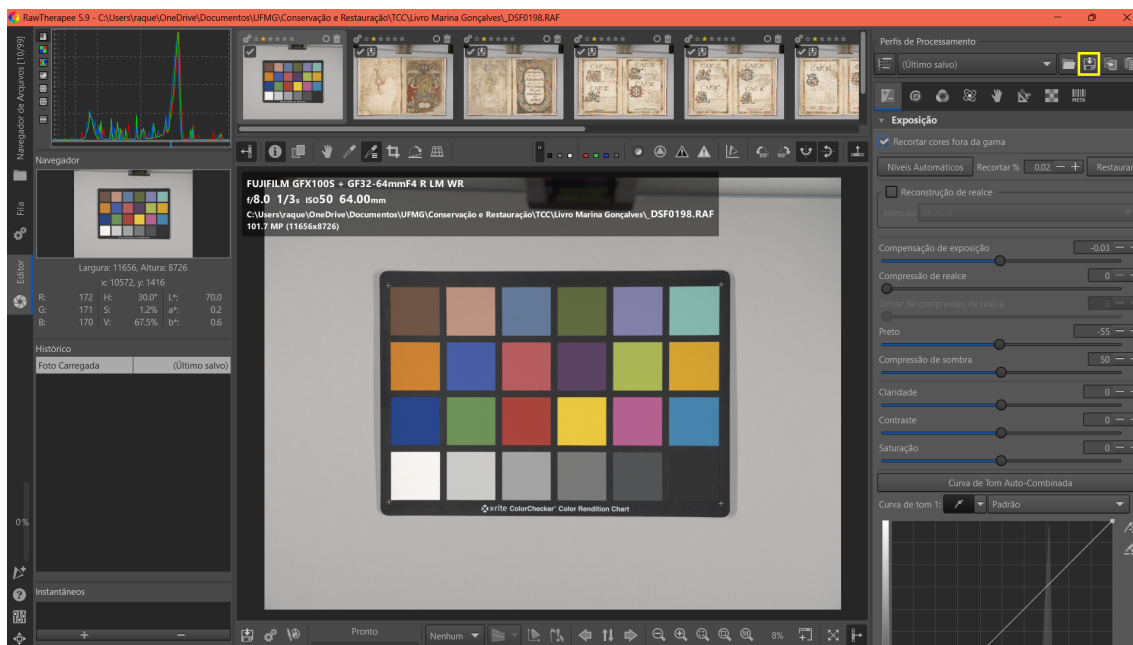 RawTherapee 5.9 - C:\Users\raque\OneDrive\Documentos\UFMG\Conservação e Restauração\TCC\Livro Marina Gonçalves\_DSF0198.RAF
Navegador de Arquivos [10/99]
Fila
Editor
0%
Navegador
Largura: 11656, Altura: 8726
x: 10572, y: 1416
R: 172 H: 30.0° L*: 70.0
G: 171 S: 1.2% a*: 0.2
B: 170 V: 67.5% b*: 0.6
Histórico
Foto Carregada (Último salvo)
Instantâneos
+ −
FUJIFILM GFX100S + GF32-64mmF4 R LM WR
f/8.0 1/3s ISO50 64.00mm
C:\Users\raque\OneDrive\Documentos\UFMG\Conservação e Restauração\TCC\Livro Marina Gonçalves\_DSF0198.RAF
101.7 MP (11656x8726)
x-rite ColorChecker® Color Rendition Chart
Pronto
Nenhum
8%
Perfis de Processamento
(Último salvo)
META
Exposição
Recortar cores fora da gama
Níveis Automáticos Recortar % 0.02 − + Restaurar
Reconstrução de realce
Método: Mistura
Compensação de exposição -0.03 −
Compressão de realce 0 −
Limite de compressão de realce 0 −
Preto -55 −
Compressão de sombra 50 −
Claridade 0 −
Contraste 0 −
Saturação 0 −
Curva de Tom Auto-Combinada
Curva de tom 1: Padrão